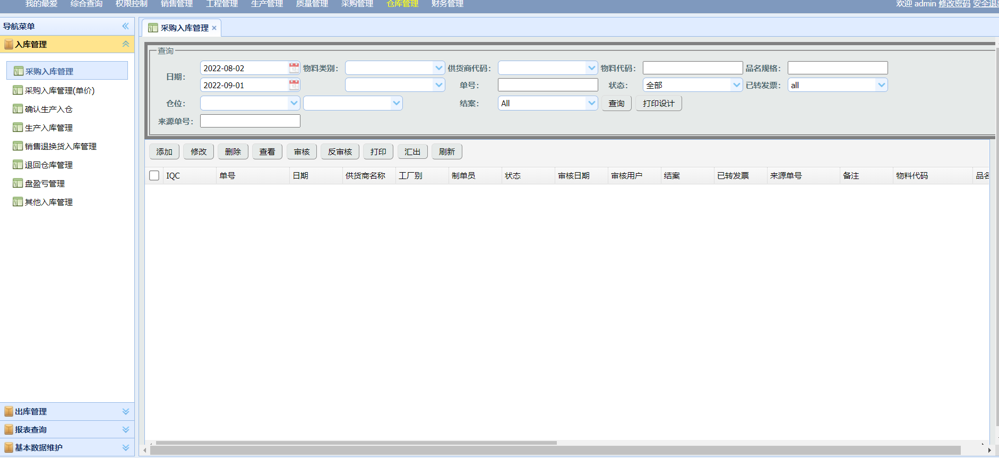 我的最爱 综合查询 权限控制 销售管理 工程管理 生产管理 质量管理 采购管理 仓库管理 财务管理 欢迎 admin 修改密码 安全退出
导航菜单
入库管理
采购入库管理
采购入库管理(单价)
确认生产入仓
生产入库管理
销售退换货入库管理
退回仓库管理
盘盈亏管理
其他入库管理
出库管理
报表查询
基本数据维护
采购入库管理
查询
日期： 2022-08-02 物料类别： 供货商代码： 物料代码： 品名规格：
2022-09-01 单号： 状态： 全部 已转发票： all
仓位： 结案： All 查询 打印设计
来源单号：
添加 修改 删除 查看 审核 反审核 打印 汇出 刷新
IQC 单号 日期 供货商名称 工厂别 制单员 状态 审核日期 审核用户 结案 已转发票 来源单号 备注 物料代码 品名